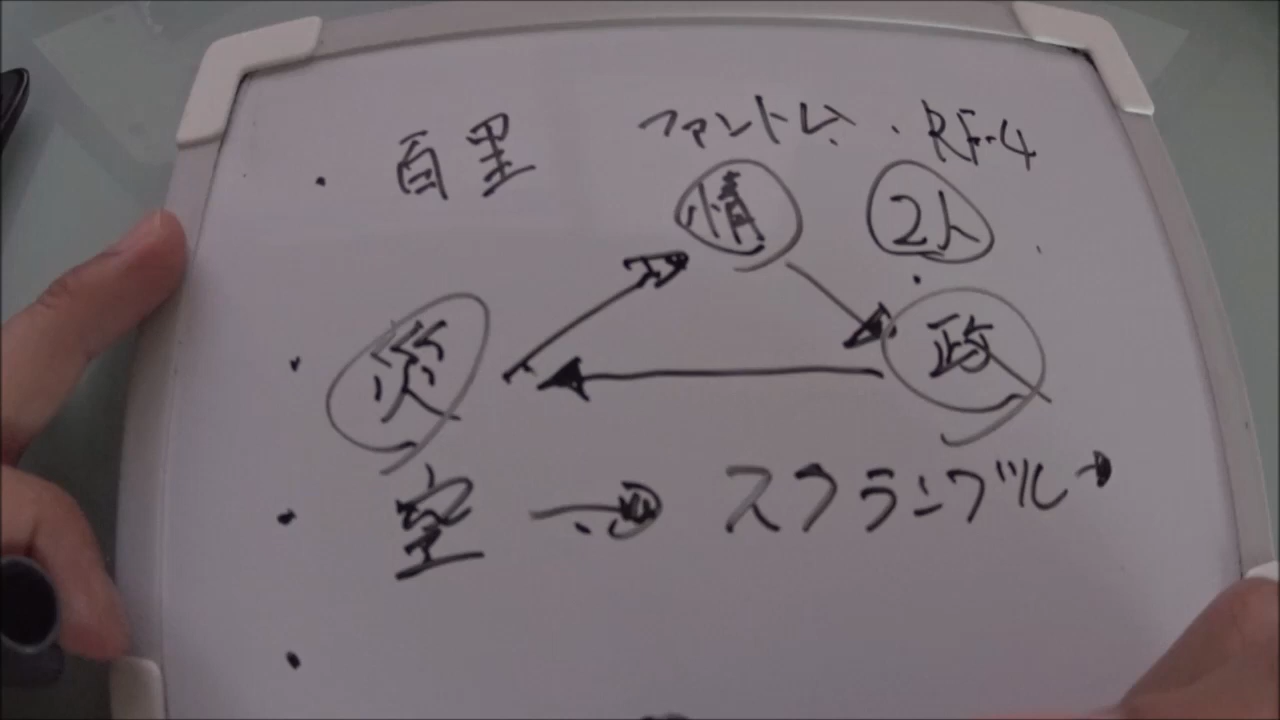 ・百里 ファントム・RF-4
情 2人
・災 政
・空→スクランブル→
・